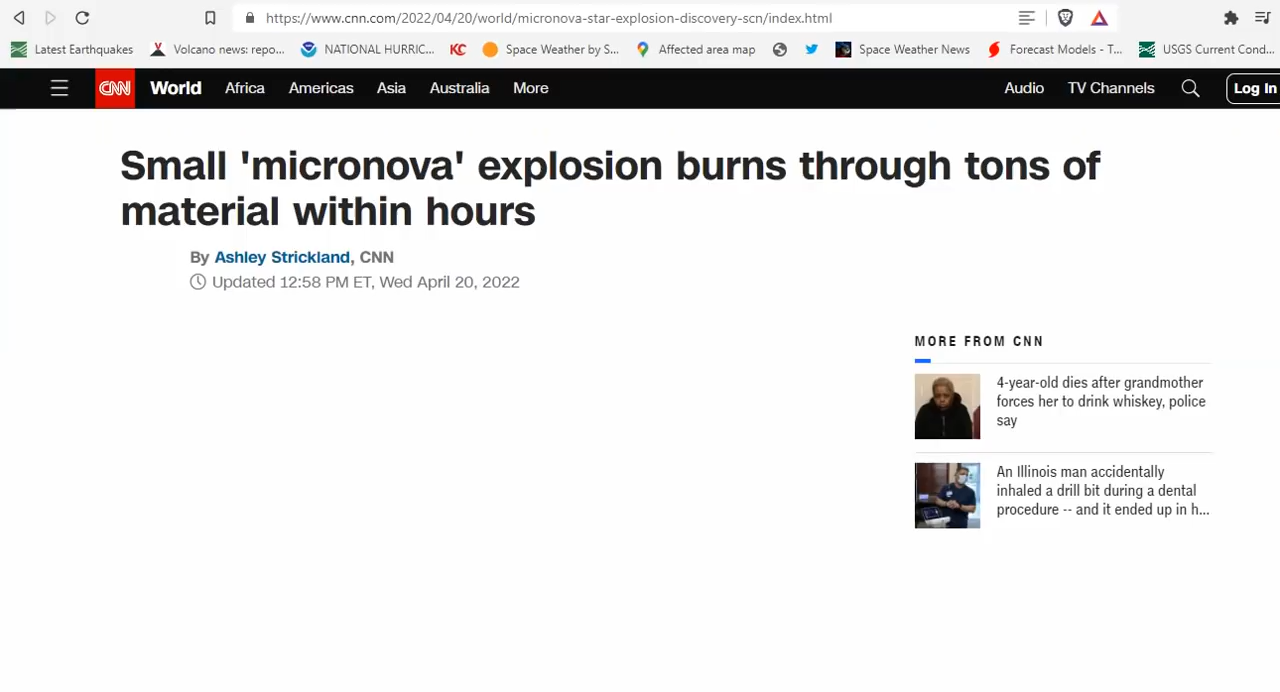 https://www.cnn.com/2022/04/20/world/micronova-star-explosion-discovery-scn/index.html
Latest Earthquakes Volcano news: repo... NATIONAL HURRIC... KC Space Weather by S... Affected area map Space Weather News Forecast Models - T... USGS Current Cond...
CNN World Africa Americas Asia Australia More Audio TV Channels Log In
Small 'micronova' explosion burns through tons of
material within hours
By Ashley Strickland, CNN
Updated 12:58 PM ET, Wed April 20, 2022
MORE FROM CNN
4-year-old dies after grandmother
forces her to drink whiskey, police
say
An Illinois man accidentally
inhaled a drill bit during a dental
procedure -- and it ended up in h...